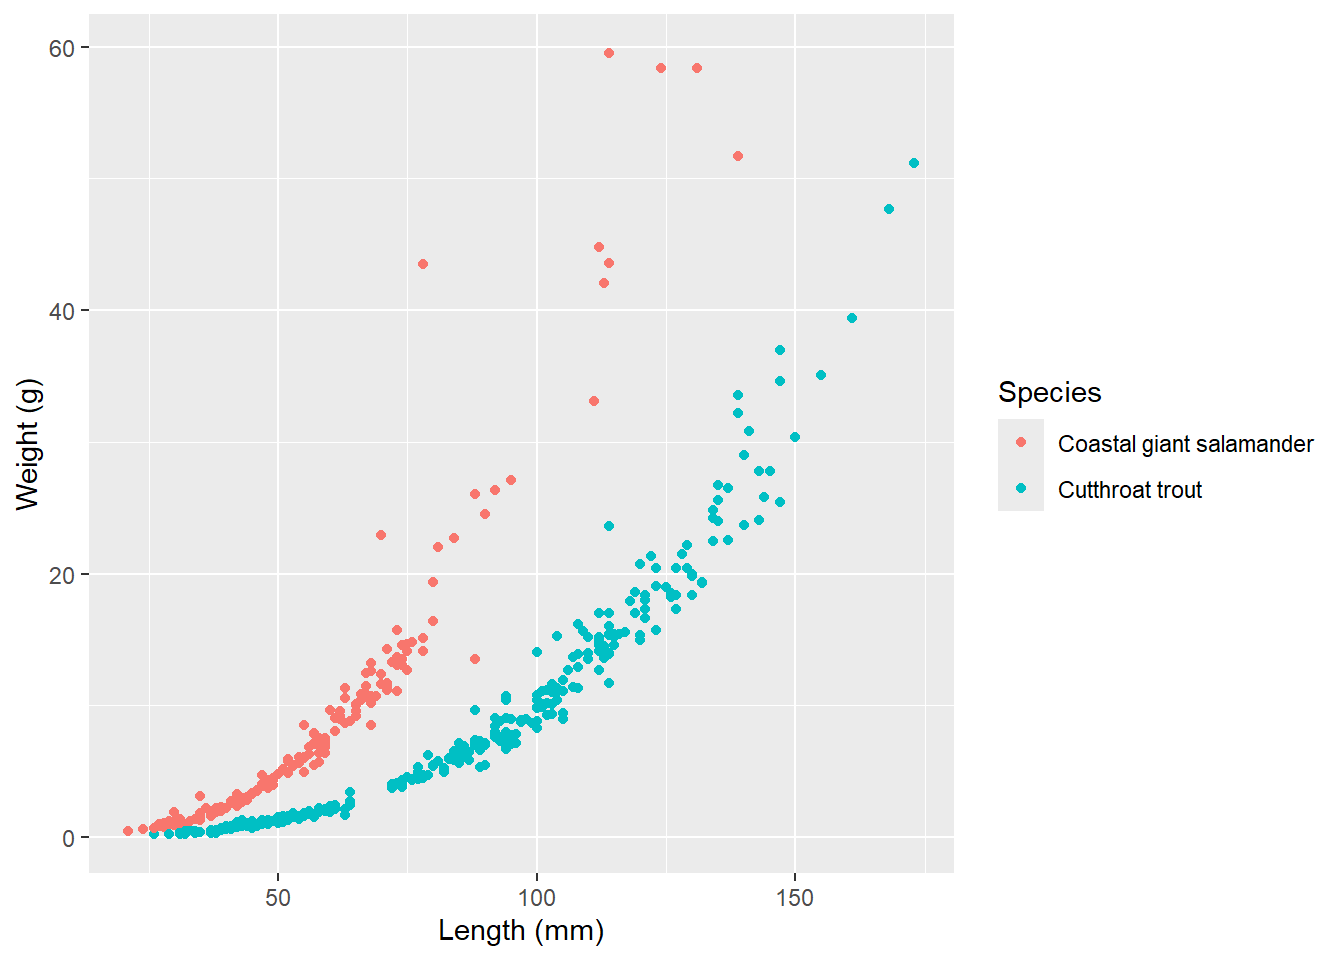 60
40
20
0
Weight (g)
50
100
150
Length (mm)
Species
Coastal giant salamander
Cutthroat trout